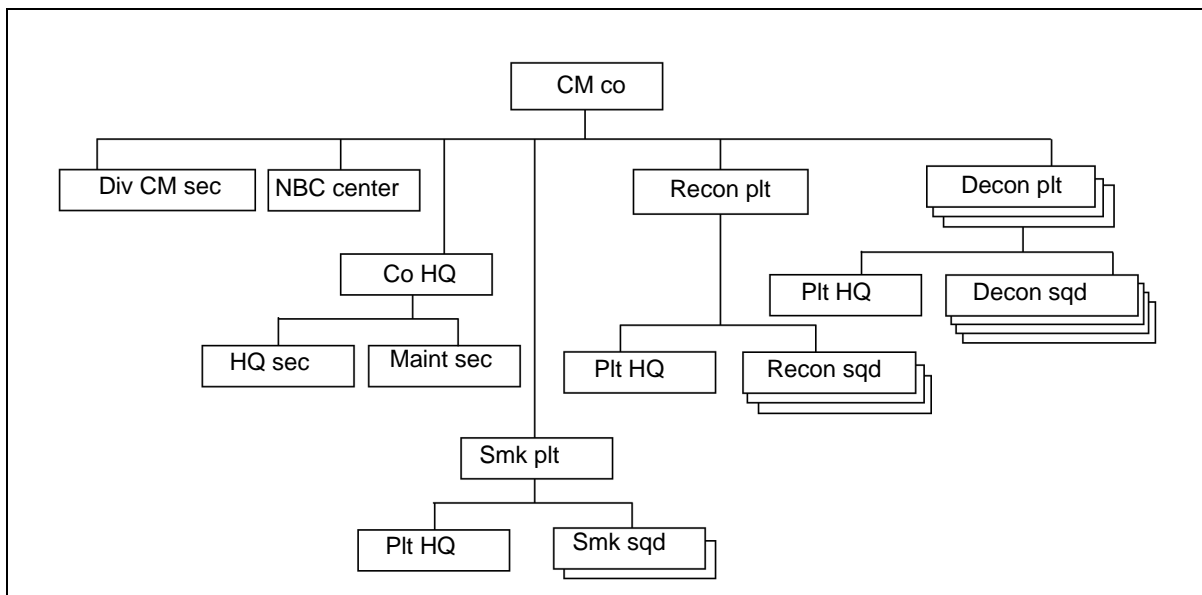 CM co
Div CM sec
NBC center
Recon plt
Decon plt
Co HQ
Plt HQ
Decon sqd
HQ sec
Maint sec
Plt HQ
Recon sqd
Smk plt
Plt HQ
Smk sqd